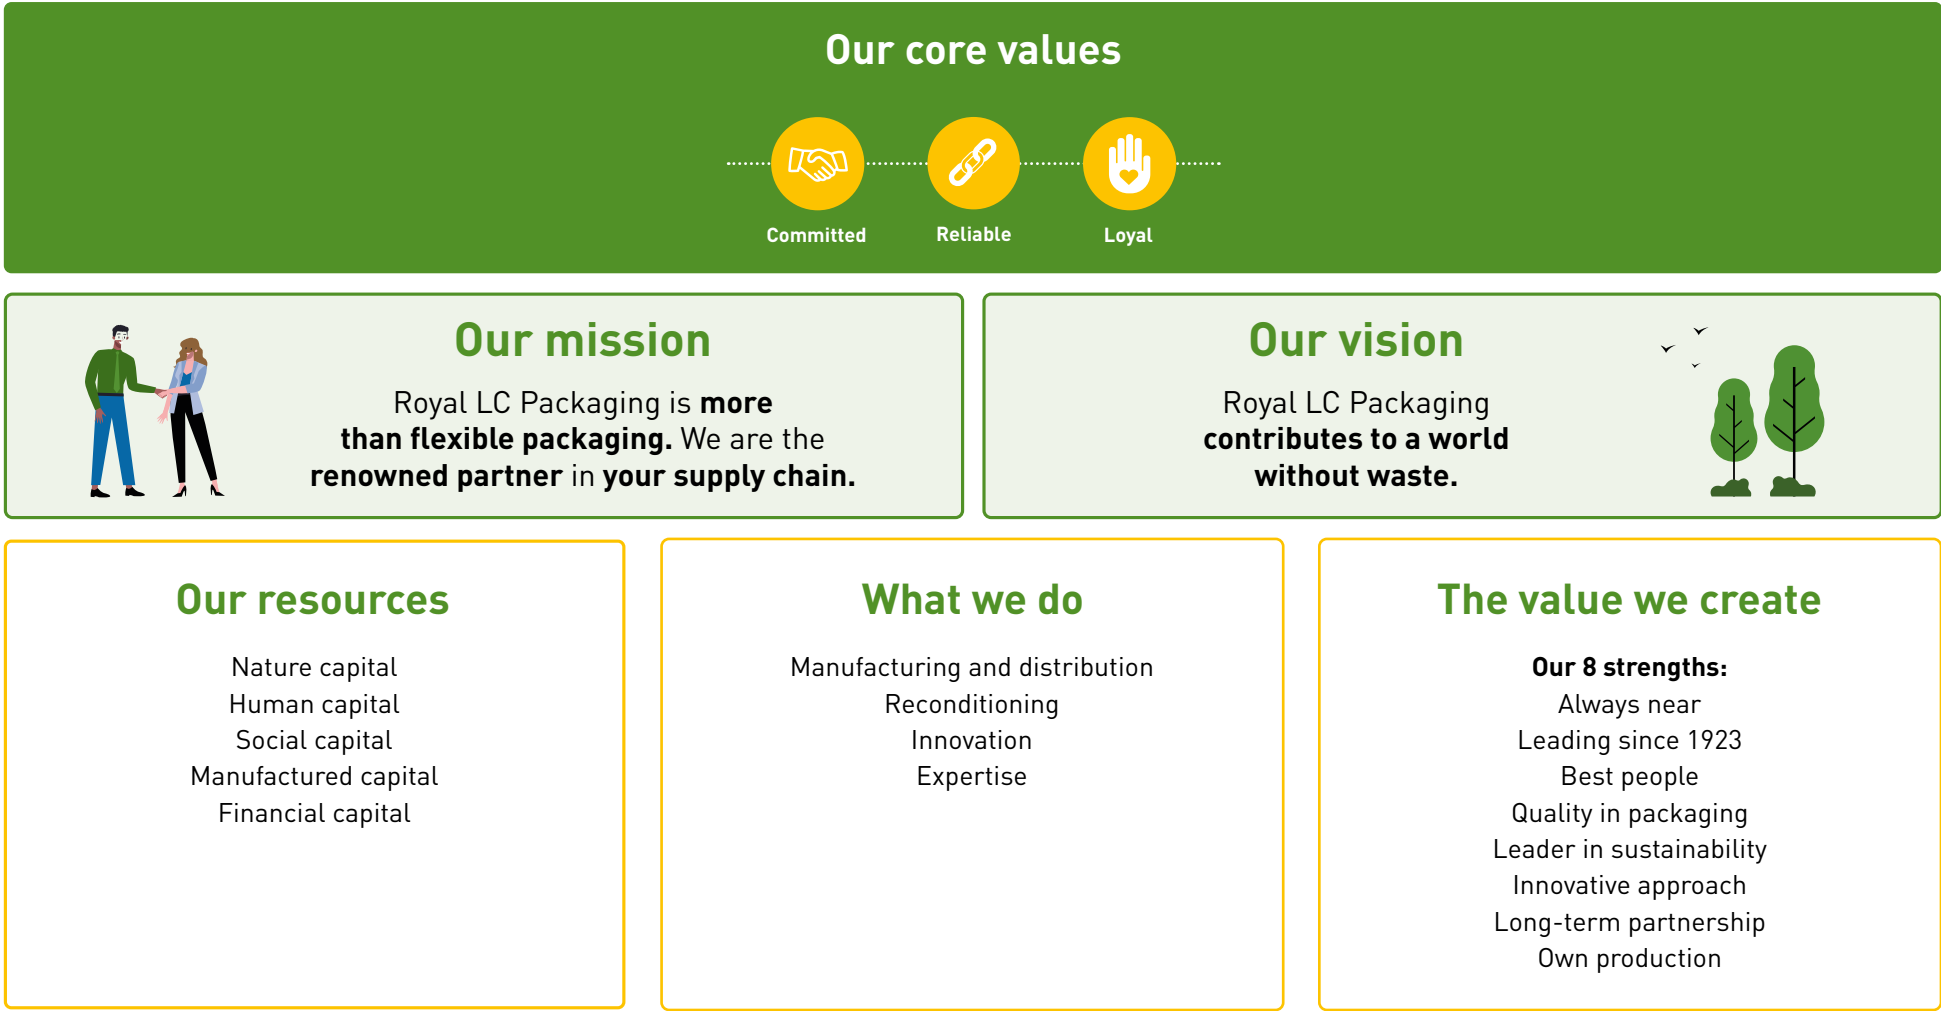 Our core values
Committed
Reliable
Loyal
Our mission
Royal LC Packaging is more
than flexible packaging. We are the
renowned partner in your supply chain.
Our vision
Royal LC Packaging
contributes to a world
without waste.
Our resources
Nature capital
Human capital
Social capital
Manufactured capital
Financial capital
What we do
Manufacturing and distribution
Reconditioning
Innovation
Expertise
The value we create
Our 8 strengths:
Always near
Leading since 1923
Best people
Quality in packaging
Leader in sustainability
Innovative approach
Long-term partnership
Own production